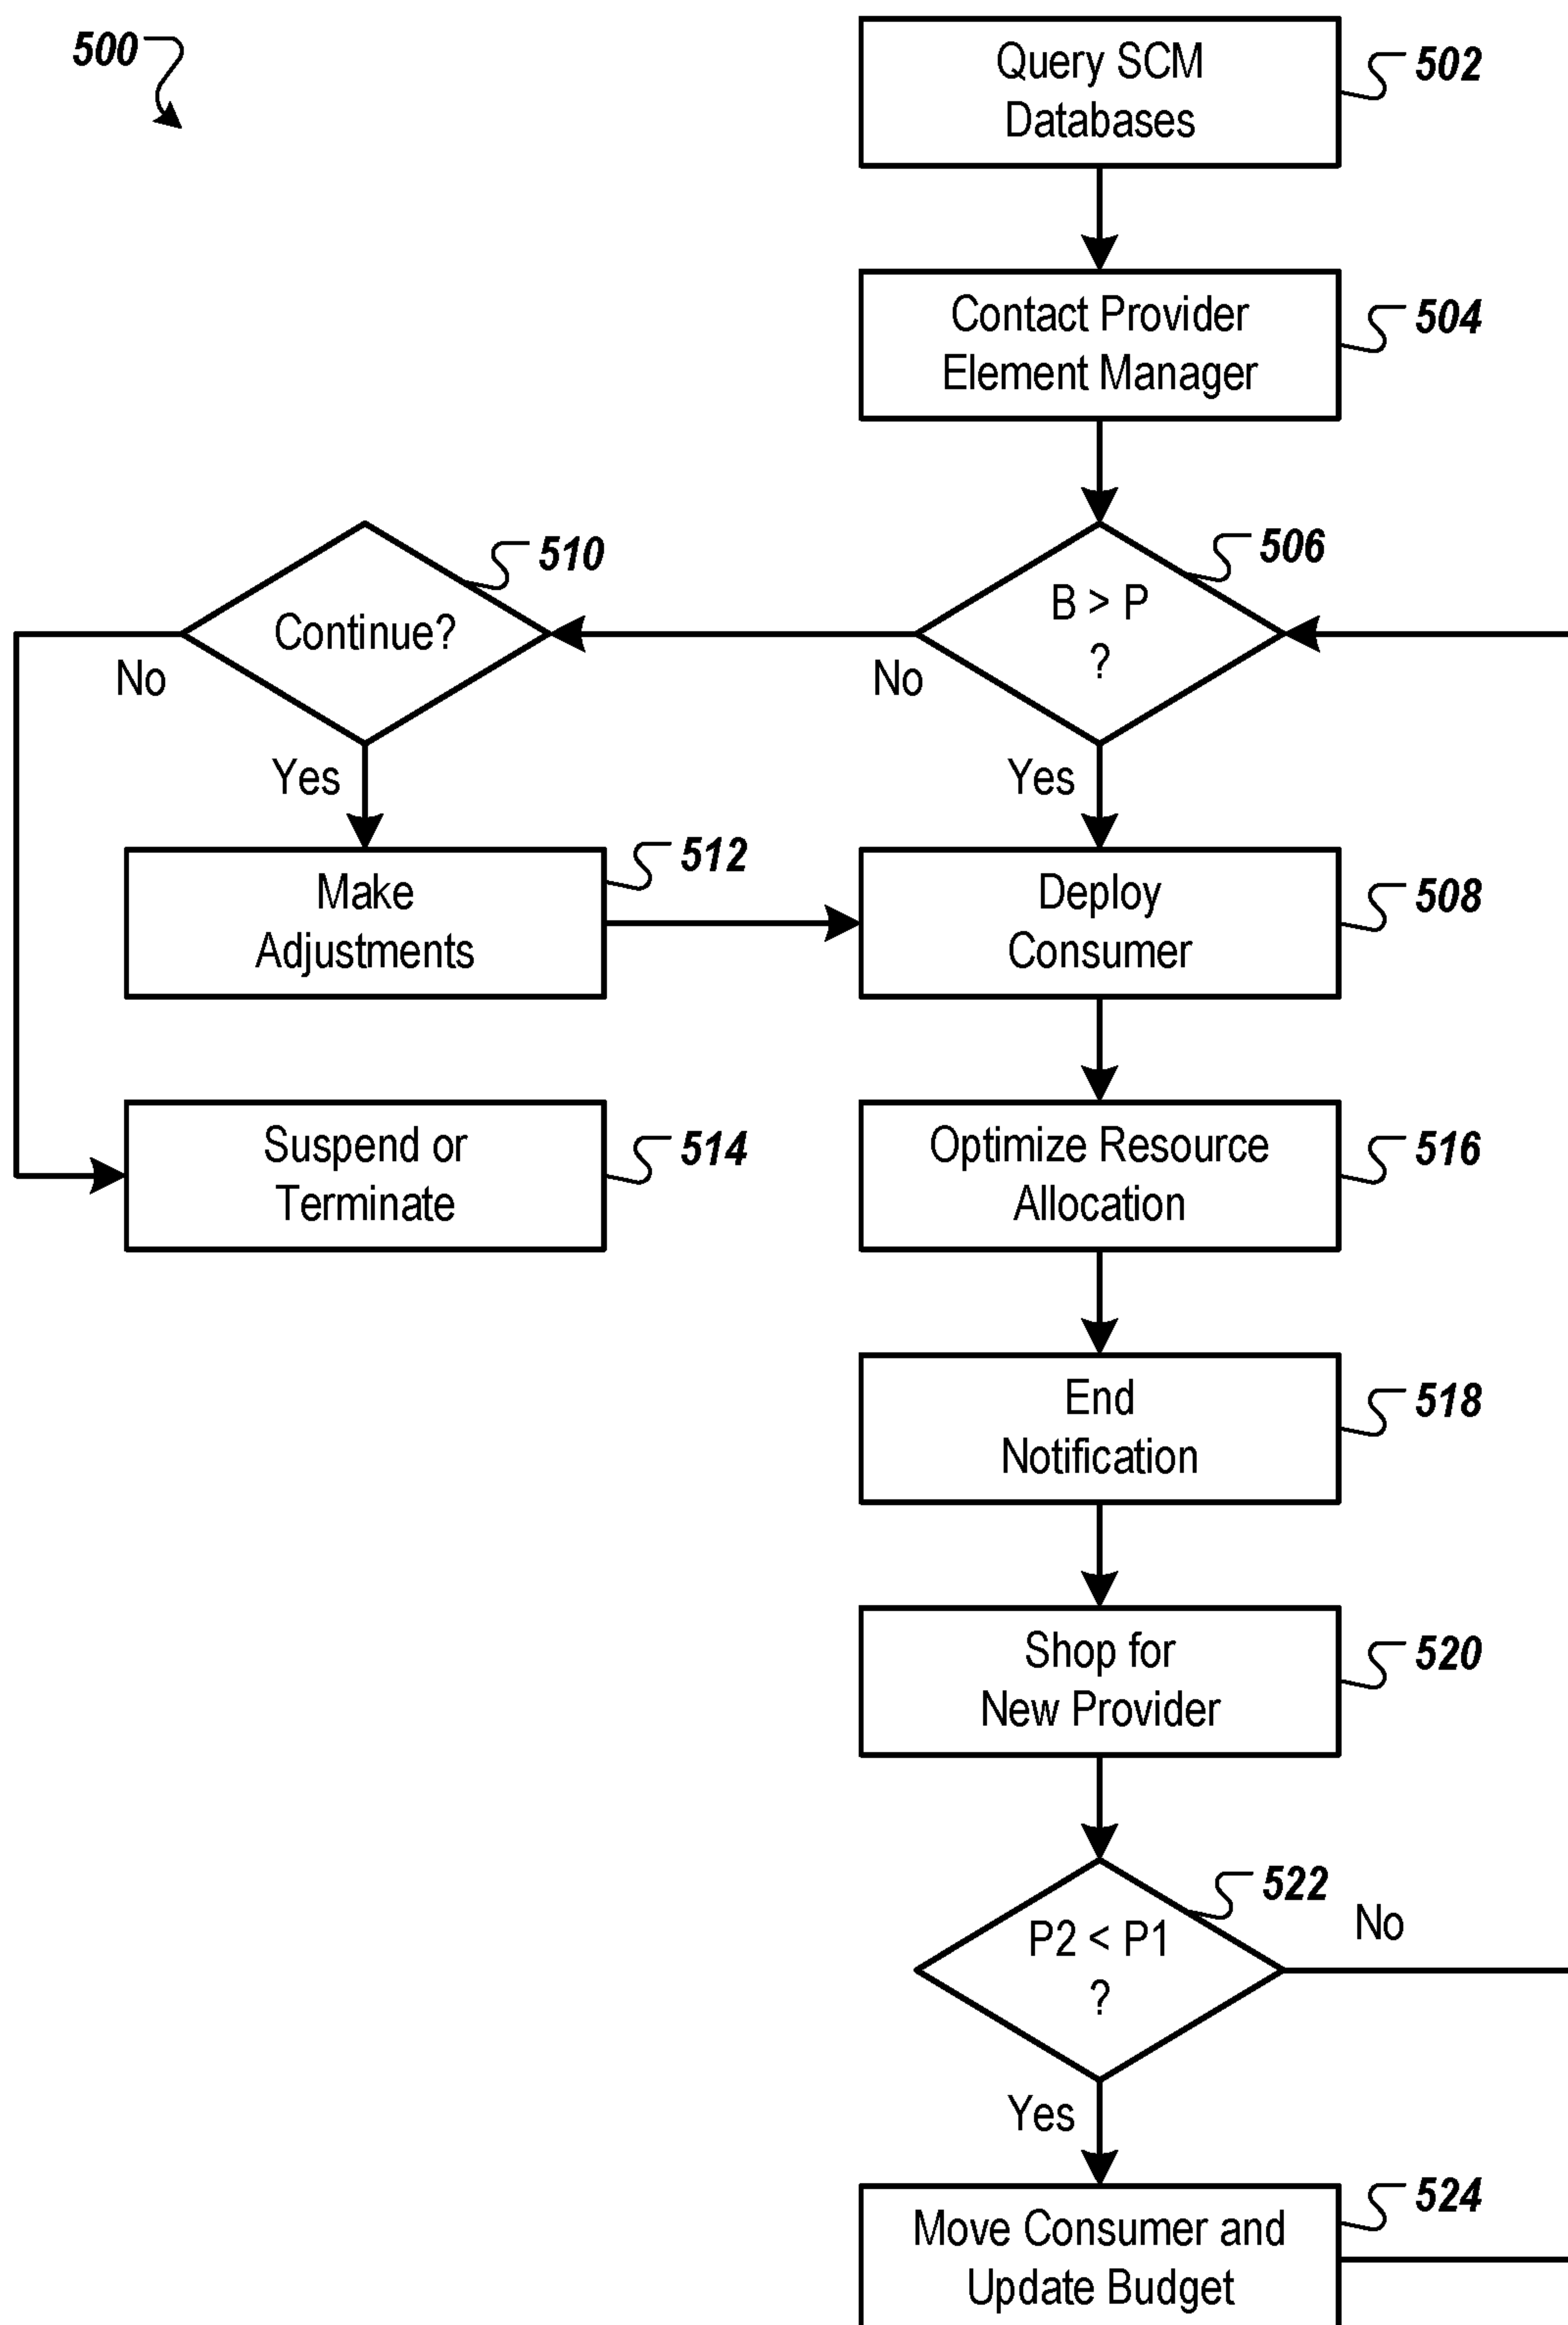 500
Query SCM
Databases
502
Contact Provider
Element Manager
504
510
Continue?
No
Yes
506
B > P
?
No
Yes
Make
Adjustments
512
Deploy
Consumer
508
Suspend or
Terminate
514
Optimize Resource
Allocation
516
End
Notification
518
Shop for
New Provider
520
522
P2 < P1
?
No
Yes
Move Consumer and
Update Budget
524